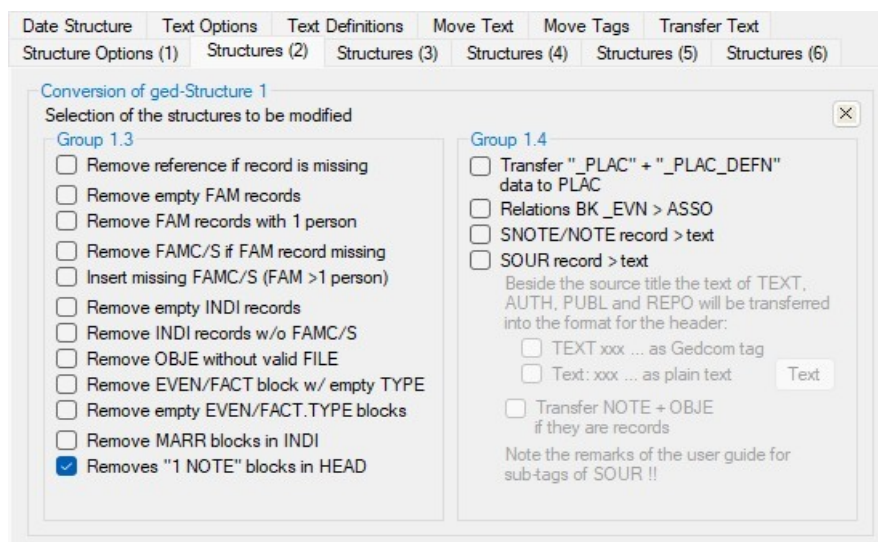 Date Structure Text Options Text Definitions Move Text Move Tags Transfer Text
Structure Options (1) Structures (2) Structures (3) Structures (4) Structures (5) Structures (6)
Conversion of ged-Structure 1
Selection of the structures to be modified
Group 1.3
Remove reference if record is missing
Remove empty FAM records
Remove FAM records with 1 person
Remove FAMC/S if FAM record missing
Insert missing FAMC/S (FAM >1 person)
Remove empty INDI records
Remove INDI records w/o FAMC/S
Remove OBJE without valid FILE
Remove EVEN/FACT block w/ empty TYPE
Remove empty EVEN/FACT.TYPE blocks
Remove MARR blocks in INDI
Removes "1 NOTE" blocks in HEAD
Group 1.4
Transfer "_PLAC" + "_PLAC_DEFN"
data to PLAC
Relations BK _EVN > ASSO
SNOTE/NOTE record > text
SOUR record > text
Beside the source title the text of TEXT,
AUTH, PUBL and REPO will be transferred
into the format for the header:
TEXT xxx ... as Gedcom tag
Text: xxx ... as plain text Text
Transfer NOTE + OBJE
if they are records
Note the remarks of the user guide for
sub-tags of SOUR !!